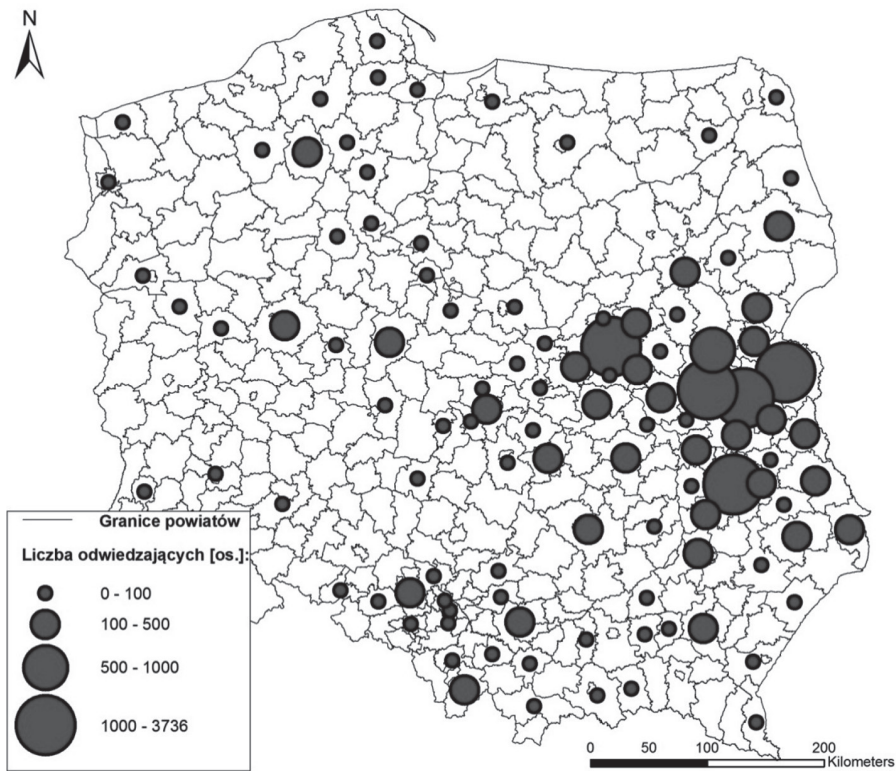 N
Granice powiatów
Liczba odwiedzających [os.]:
0 - 100
100 - 500
500 - 1000
1000 - 3736
0 50 100 200
Kilometers